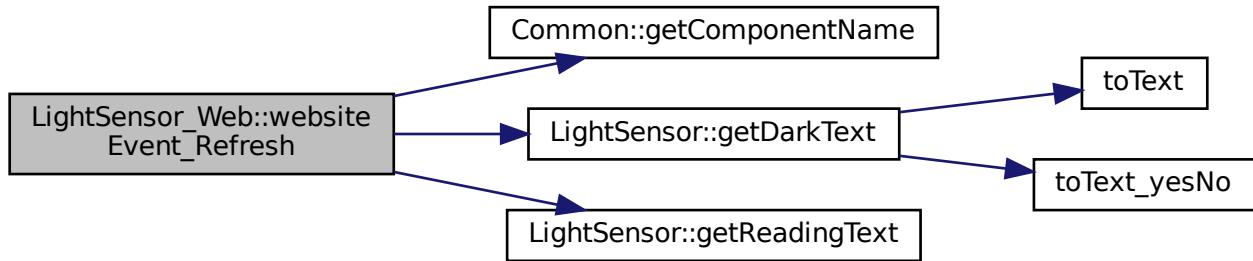 LightSensor_Web::website
Event_Refresh
Common::getComponentName
LightSensor::getDarkText
LightSensor::getReadingText
toText
toText_yesNo